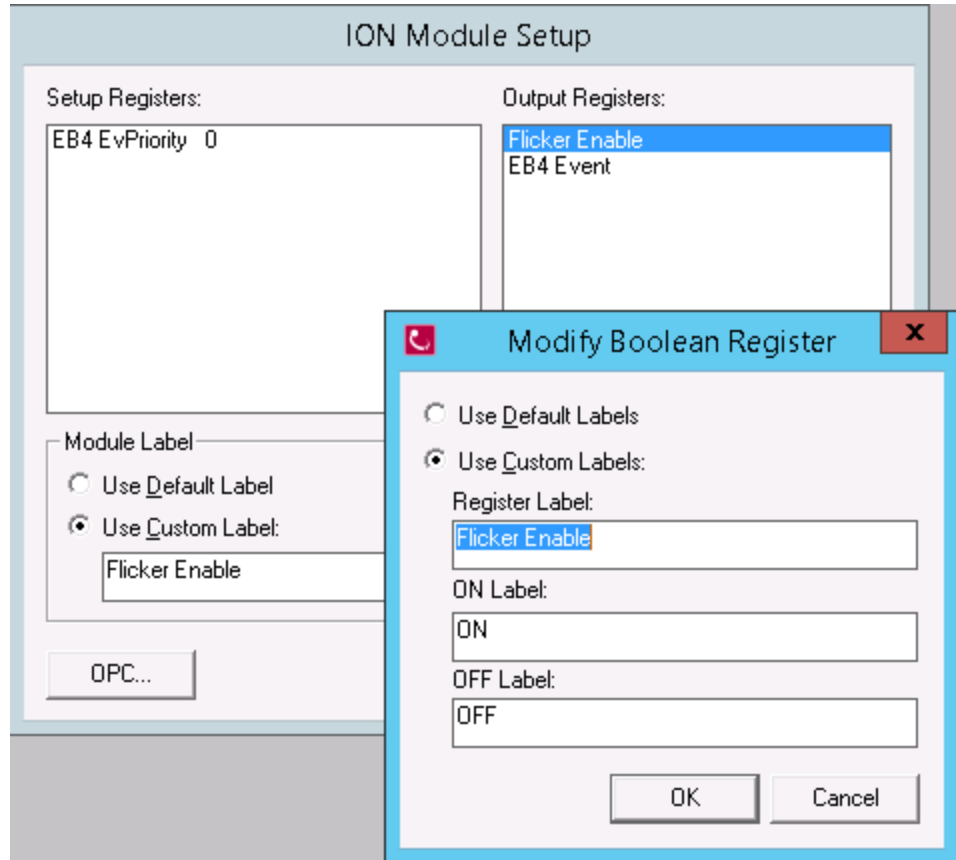 ION Module Setup
Setup Registers:
EB4 EvPriority 0
Output Registers:
Flicker Enable
EB4 Event
Module Label
Use Default Label
Use Custom Label:
Flicker Enable
OPC...
Modify Boolean Register
x
Use Default Labels
Use Custom Labels:
Register Label:
Flicker Enable
ON Label:
ON
OFF Label:
OFF
OK
Cancel